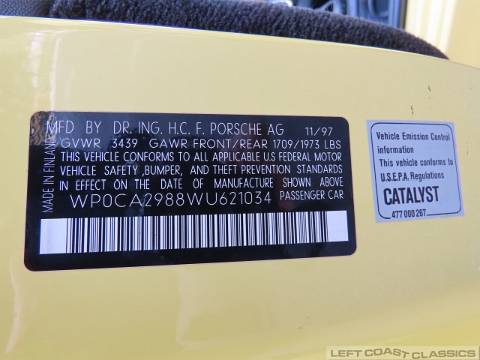 MFD BY DR. ING. H.C. F. PORSCHE AG 11/97
GVWR 3439 GAWR FRONT/REAR 1709/1973 LBS
THIS VEHICLE CONFORMS TO ALL APPLICABLE U.S FEDERAL MOTOR
VEHICLE SAFETY ,BUMPER, AND THEFT PREVENTION STANDARDS
IN EFFECT ON THE DATE OF MANUFACTURE SHOWN ABOVE
WP0CA2988WU621034 PASSENGER CAR
MADE IN FINLAND
Vehicle Emission Control
information
Conforms to
U.S.E.P.A. Regulations
CATALYST
477 000 267
LEFT COAST CLASSICS